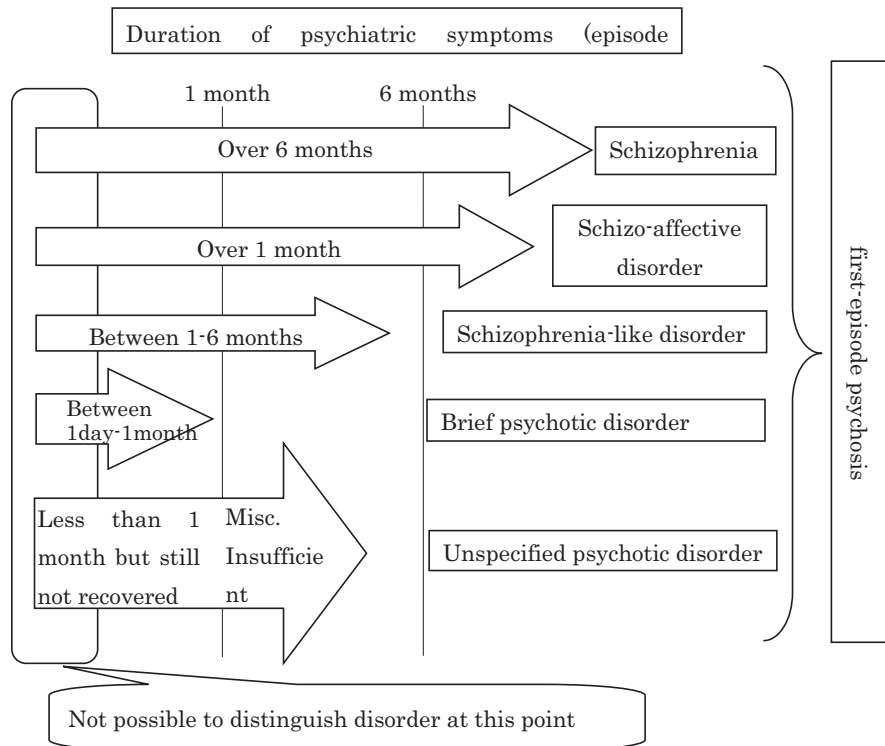 Duration of psychiatric symptoms (episode
1 month 6 months
Over 6 months
Schizophrenia
Over 1 month
Schizo-affective
disorder
Between 1-6 months
Schizophrenia-like disorder
Between
1day-1month
Brief psychotic disorder
Less than 1
month but still
not recovered
Misc.
Insufficie
nt
Unspecified psychotic disorder
first-episode psychosis
Not possible to distinguish disorder at this point